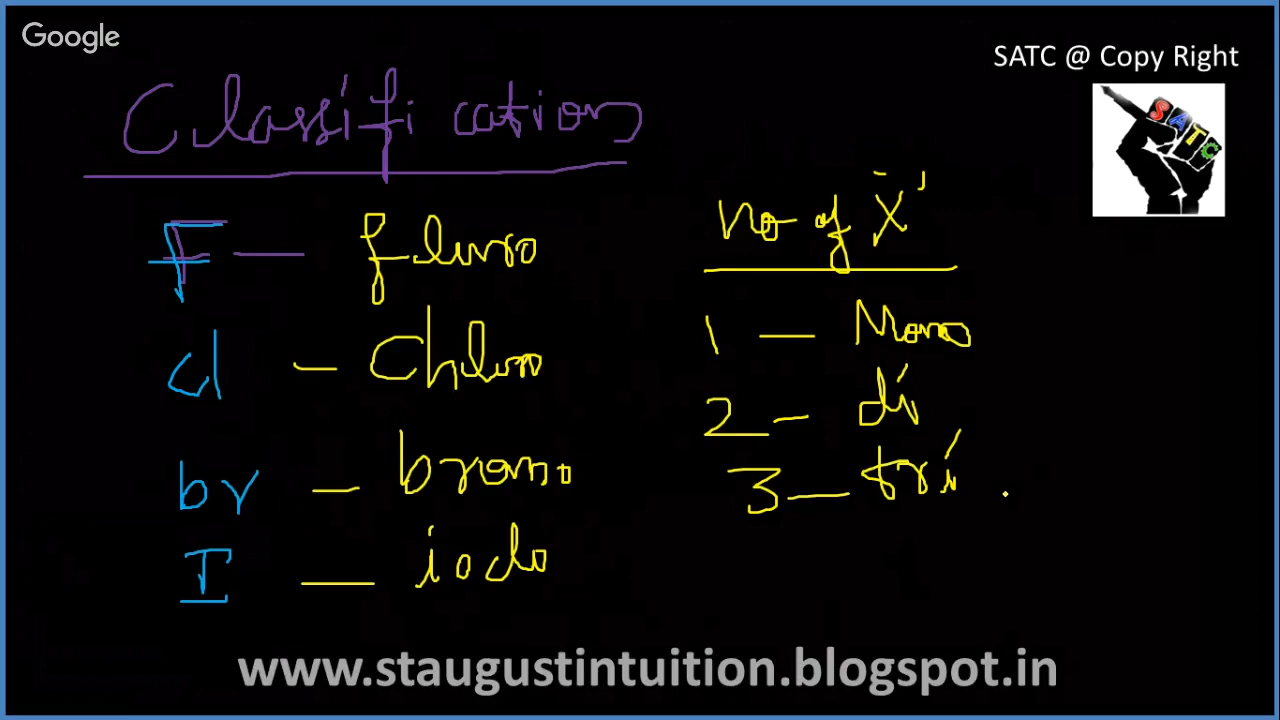 Google
SATC @ Copy Right
SATC
Classification
F — fluro
no of X
cl — Chloro
1 — Mono
2 — di
br — bromo
3 — tri
I — iodo
www.staugustintuition.blogspot.in